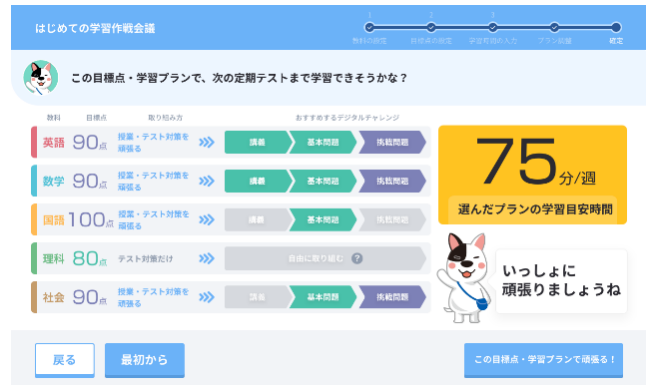 はじめての学習作戦会議
1 2 3
教科の設定 目標点の設定 学習時間の入力 プラン診断 確定
この目標点・学習プランで、次の定期テストまで学習できそうかな？
教科 目標点 取り組み方 おすすめするデジタルチャレンジ
英語 90点 授業・テスト対策を
頑張る
講義 基本問題 挑戦問題
数学 90点 授業・テスト対策を
頑張る
講義 基本問題 挑戦問題
国語 100点 授業・テスト対策を
頑張る
講義 基本問題 挑戦問題
理科 80点 テスト対策だけ 自由に取り組む ?
社会 90点 授業・テスト対策を
頑張る
講義 基本問題 挑戦問題
75分/週
選んだプランの学習目安時間
いっしょに
頑張りましょうね
戻る 最初から この目標点・学習プランで頑張る！